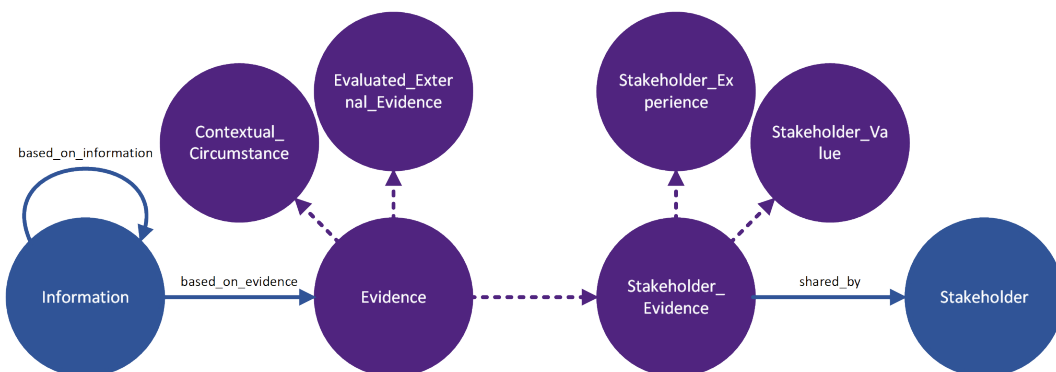 Evaluated_Exter
nal_Evidence
Stakeholder_Ex
perience
Contextual_
Circumstance
Stakeholder_Va
lue
based_on_information
Information
based_on_evidence
Evidence
Stakeholder_
Evidence
shared_by
Stakeholder